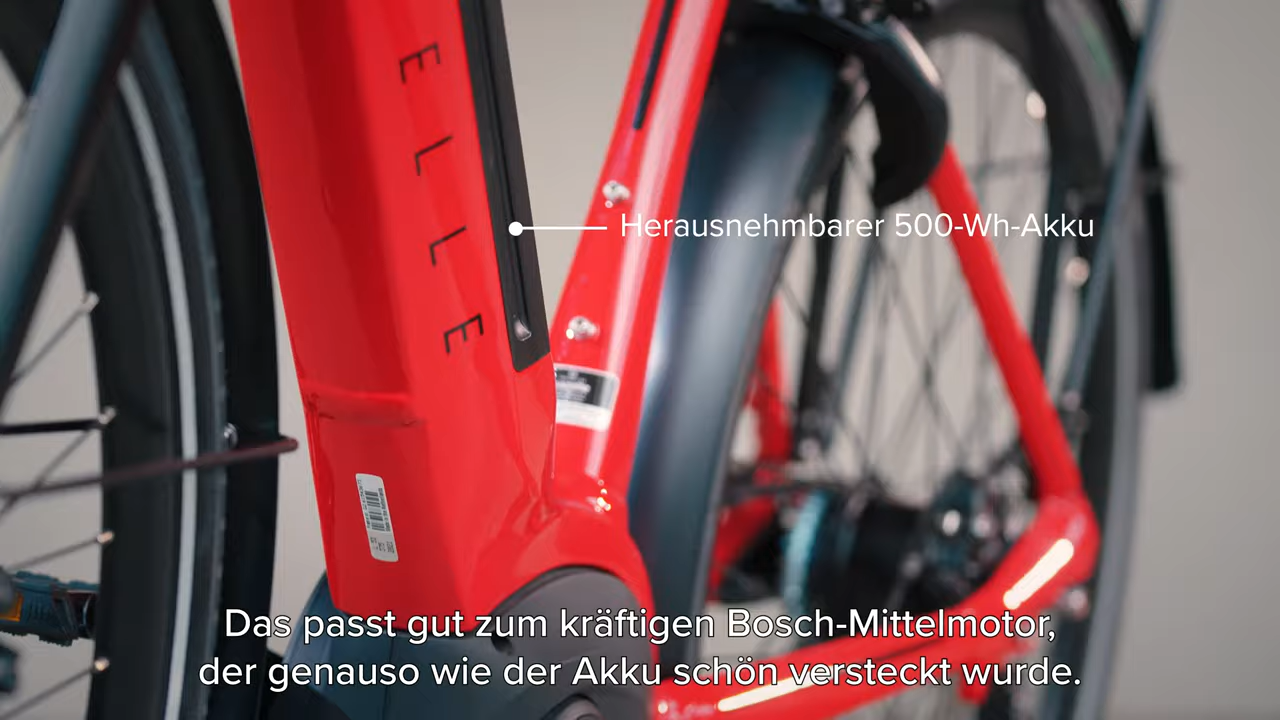 ELLE
Herausnehmbarer 500-Wh-Akku
Das passt gut zum kräftigen Bosch-Mittelmotor,
der genauso wie der Akku schön versteckt wurde.